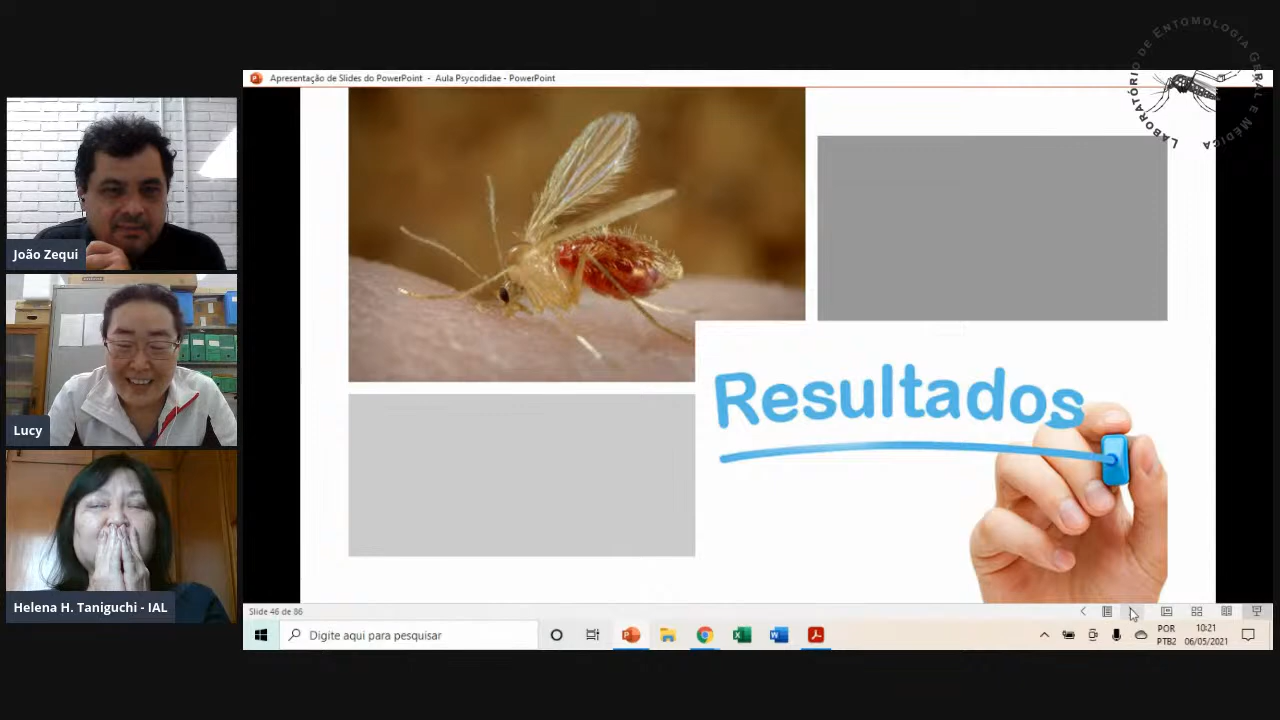 Apresentação de Slides do PowerPoint - Aula Psycodidae - PowerPoint
LABORATÓRIO DE ENTOMOLOGIA GERAL E MÉDICA
João Zequi
Lucy
Helena H. Taniguchi - IAL
Resultados
Slide 46 de 86
Digite aqui para pesquisar
POR
PTB2
10:21
06/05/2021